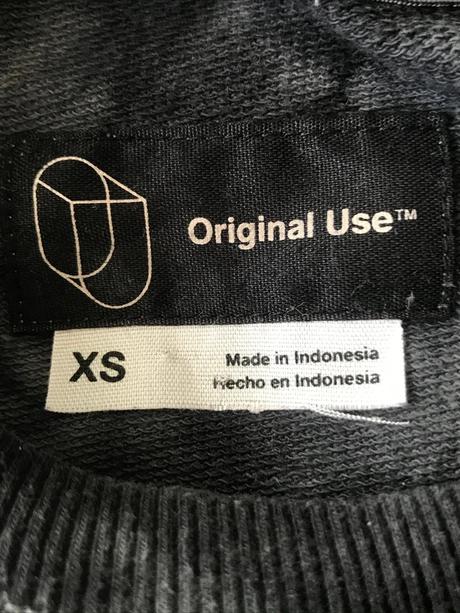 Original Use™
XS
Made in Indonesia
Hecho en Indonesia